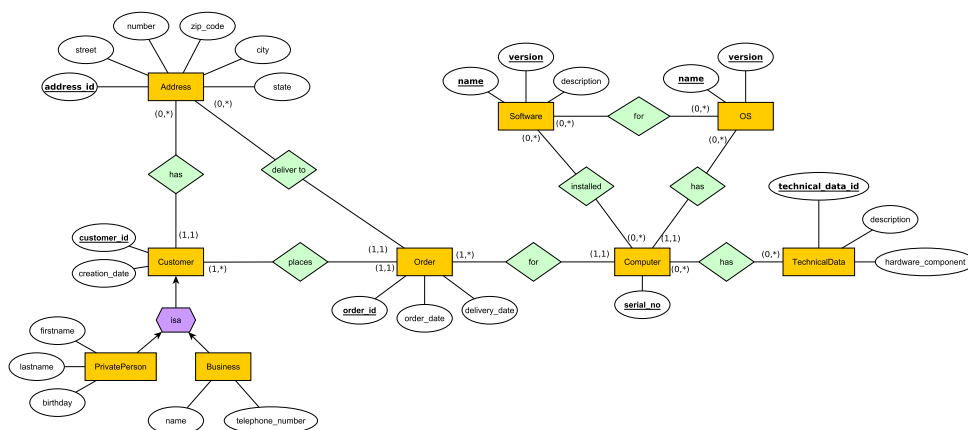 number
zip_code
street
city
address_id
Address
state
(0,*)
(0,*)
version
version
name
description
name
Software
(0,*)
for
(0,*)
OS
(0,*)
(0,*)
has
deliver to
installed
has
technical_data_id
description
customer_id
(1,1)
creation_date
Customer
(1,*)
places
(1,1)
(1,1)
Order
(1,*)
for
(1,1)
(0,*)
(1,1)
Computer
(0,*)
has
(0,*)
TechnicalData
hardware_component
order_id
order_date
delivery_date
serial_no
isa
firstname
lastname
PrivatePerson
Business
birthday
name
telephone_number